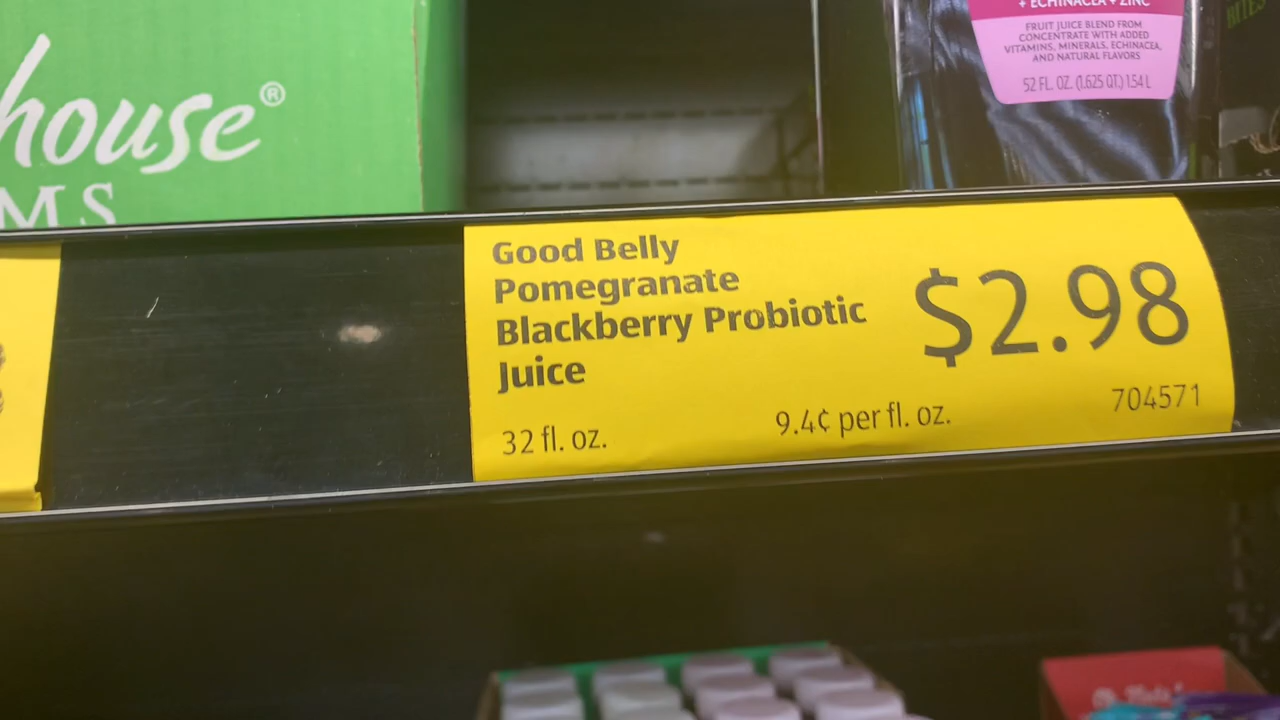 house®
MS
+ ECHINACEA + ZINC
FRUIT JUICE BLEND FROM
CONCENTRATE WITH ADDED
VITAMINS, MINERALS, ECHINACEA,
AND NATURAL FLAVORS
52 FL. OZ. (1.625 QT.) 1.54 L
Good Belly
Pomegranate
Blackberry Probiotic
Juice
$2.98
32 fl. oz.
9.4¢ per fl. oz.
704571